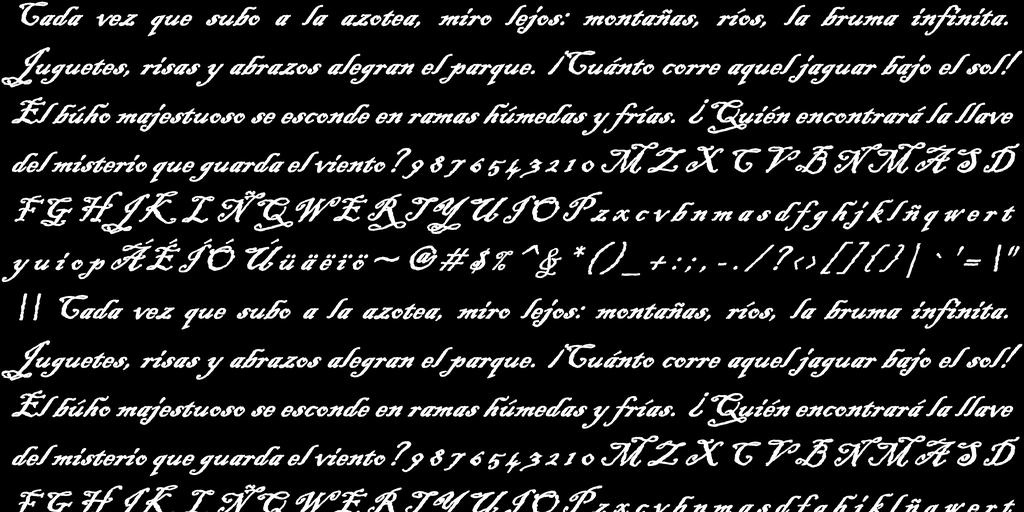 Cada vez que subo a la azotea, miro lejos: montañas, ríos, la bruma infinita.
Juguetes, risas y abrazos alegran el parque. ¡Cuánto corre aquel jaguar bajo el sol!
El búho majestuoso se esconde en ramas húmedas y frías. ¿Quién encontrará la llave
del misterio que guarda el viento? 9 8 7 6 5 4 3 2 1 0 M Z X C V B N M A S D
F G H J K L Ñ Q W E R T Y U I O P z x c v b n m a s d f g h j k l ñ q w e r t
y u i o p Á É Í Ó Ú ü ä ë ï ö ~ @ # $ % ^ & * ( ) _ + : ; , - . / ? < > [ ] { } | ` ' = \ "
| | Cada vez que subo a la azotea, miro lejos: montañas, ríos, la bruma infinita.
Juguetes, risas y abrazos alegran el parque. ¡Cuánto corre aquel jaguar bajo el sol!
El búho majestuoso se esconde en ramas húmedas y frías. ¿Quién encontrará la llave
del misterio que guarda el viento? 9 8 7 6 5 4 3 2 1 0 M Z X C V B N M A S D
F G H J K L Ñ Q W E R T Y U I O P z x c v b n m a s d f g h j k l ñ q w e r t